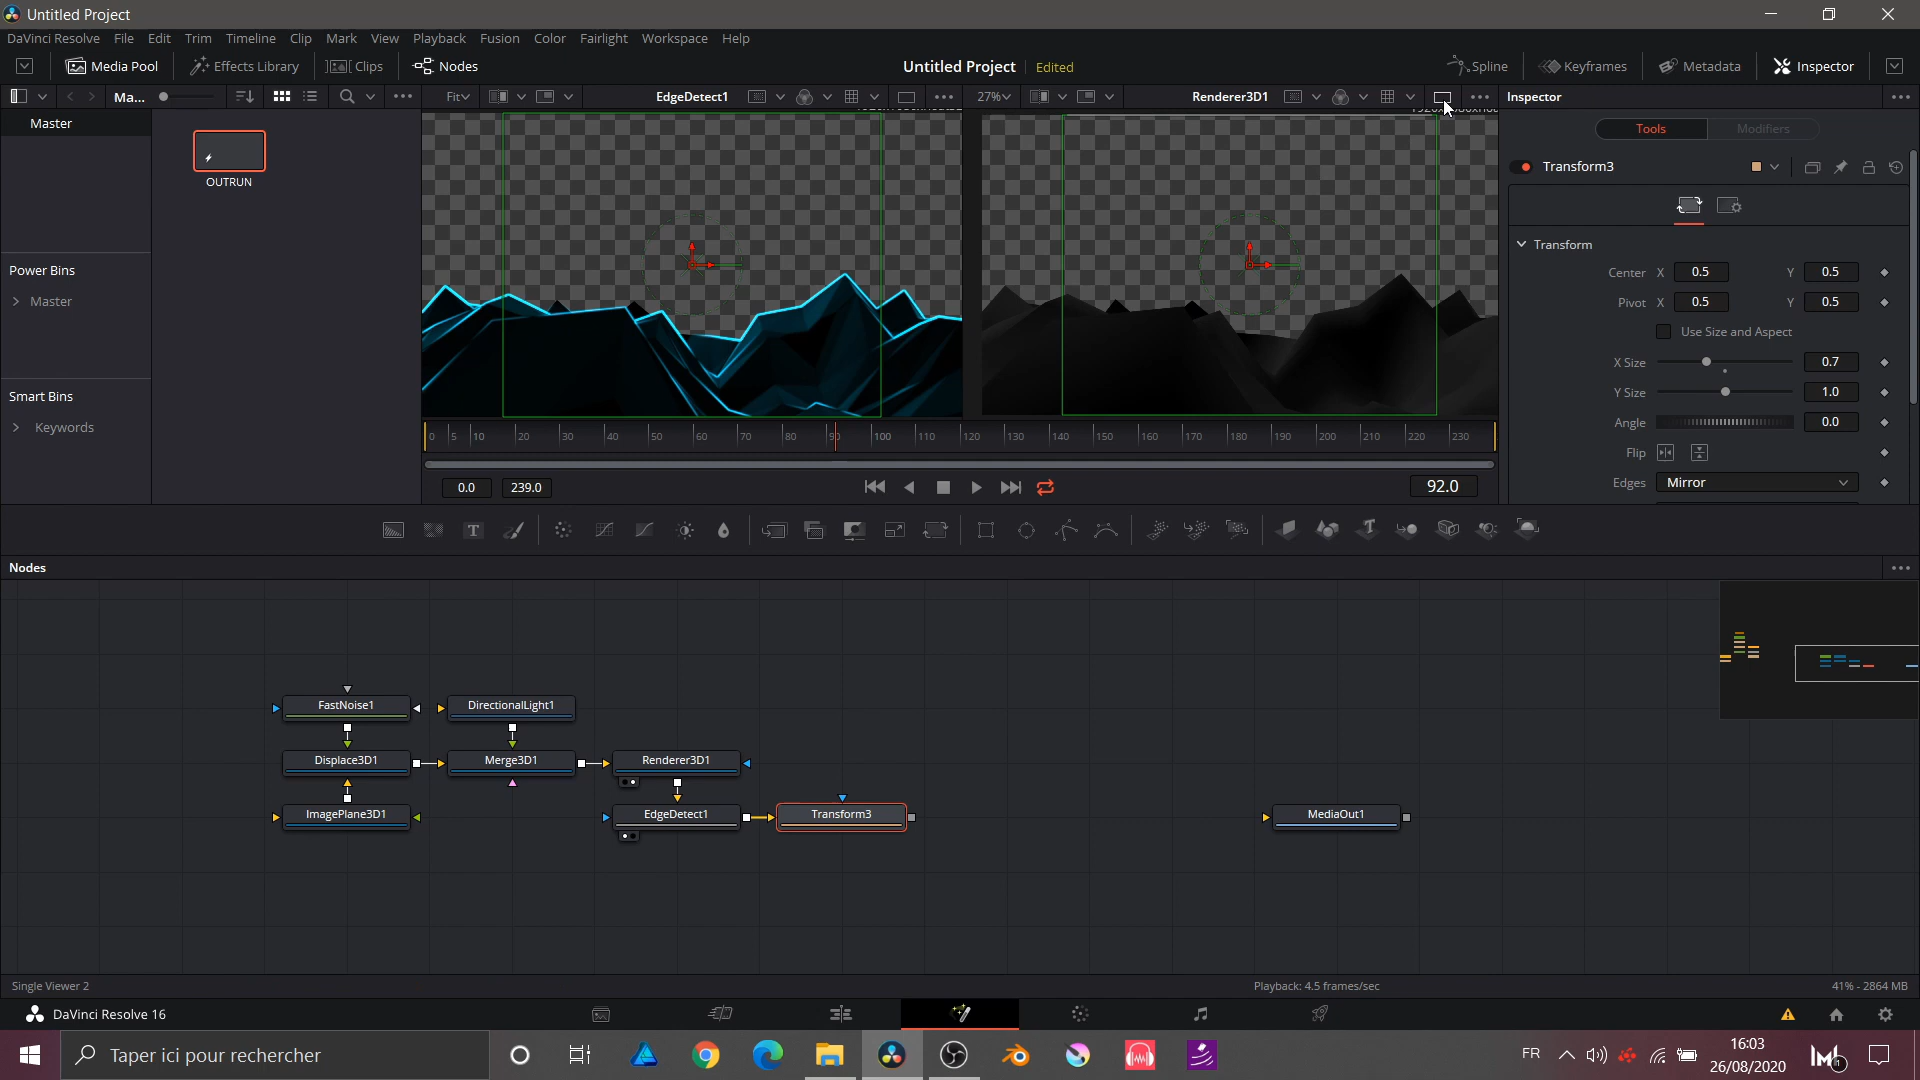 Untitled Project
DaVinci Resolve File Edit Trim Timeline Clip Mark View Playback Fusion Color Fairlight Workspace Help
Media Pool Effects Library Clips Nodes Untitled Project Edited Spline Keyframes Metadata Inspector
Ma... Fit EdgeDetect1 27% Renderer3D1 Inspector
Master
OUTRUN
Power Bins
Master
Smart Bins
Keywords
Tools Modifiers
Transform3
Transform
Center X 0.5 Y 0.5
Pivot X 0.5 Y 0.5
Use Size and Aspect
X Size 0.7
Y Size 1.0
Angle 0.0
Flip
Edges Mirror
0 5 10 20 30 40 50 60 70 80 90 100 110 120 130 140 150 160 170 180 190 200 210 220 230
0.0 239.0 92.0
Nodes
FastNoise1 DirectionalLight1
Displace3D1 Merge3D1 Renderer3D1
ImagePlane3D1 EdgeDetect1 Transform3 MediaOut1
Single Viewer 2 Playback: 4.5 frames/sec 41% - 2864 MB
DaVinci Resolve 16
Taper ici pour rechercher
FR
16:03
26/08/2020
1